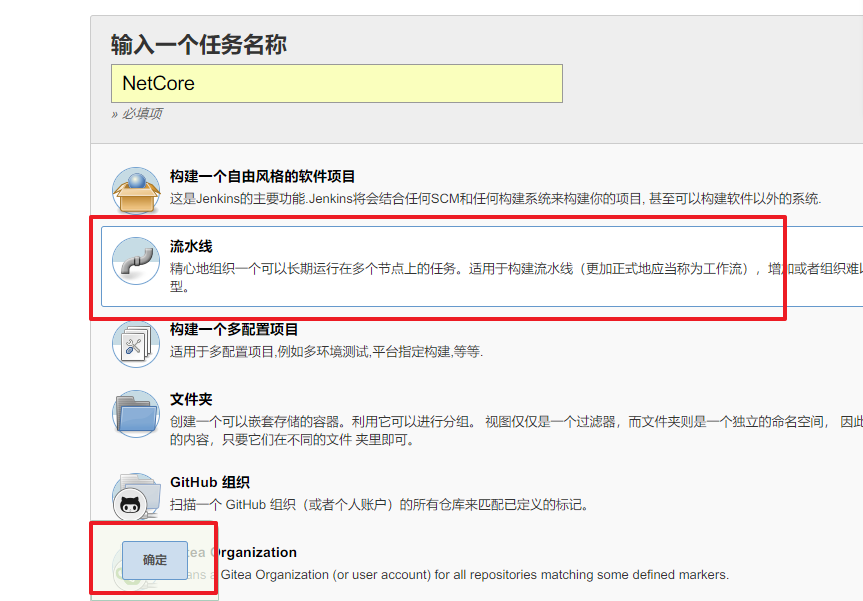 输入一个任务名称
NetCore
» 必填项
构建一个自由风格的软件项目
这是Jenkins的主要功能.Jenkins将会结合任何SCM和任何构建系统来构建你的项目, 甚至可以构建软件以外的系统.
流水线
精心地组织一个可以长期运行在多个节点上的任务。适用于构建流水线（更加正式地应当称为工作流），增加或者组织难以
型。
构建一个多配置项目
适用于多配置项目,例如多环境测试,平台指定构建,等等.
文件夹
创建一个可以嵌套存储的容器。利用它可以进行分组。 视图仅仅是一个过滤器，而文件夹则是一个独立的命名空间， 因此
的内容，只要它们在不同的文件 夹里即可。
GitHub 组织
扫描一个 GitHub 组织（或者个人账户）的所有仓库来匹配已定义的标记。
tea Organization
确定
ans a Gitea Organization (or user account) for all repositories matching some defined markers.